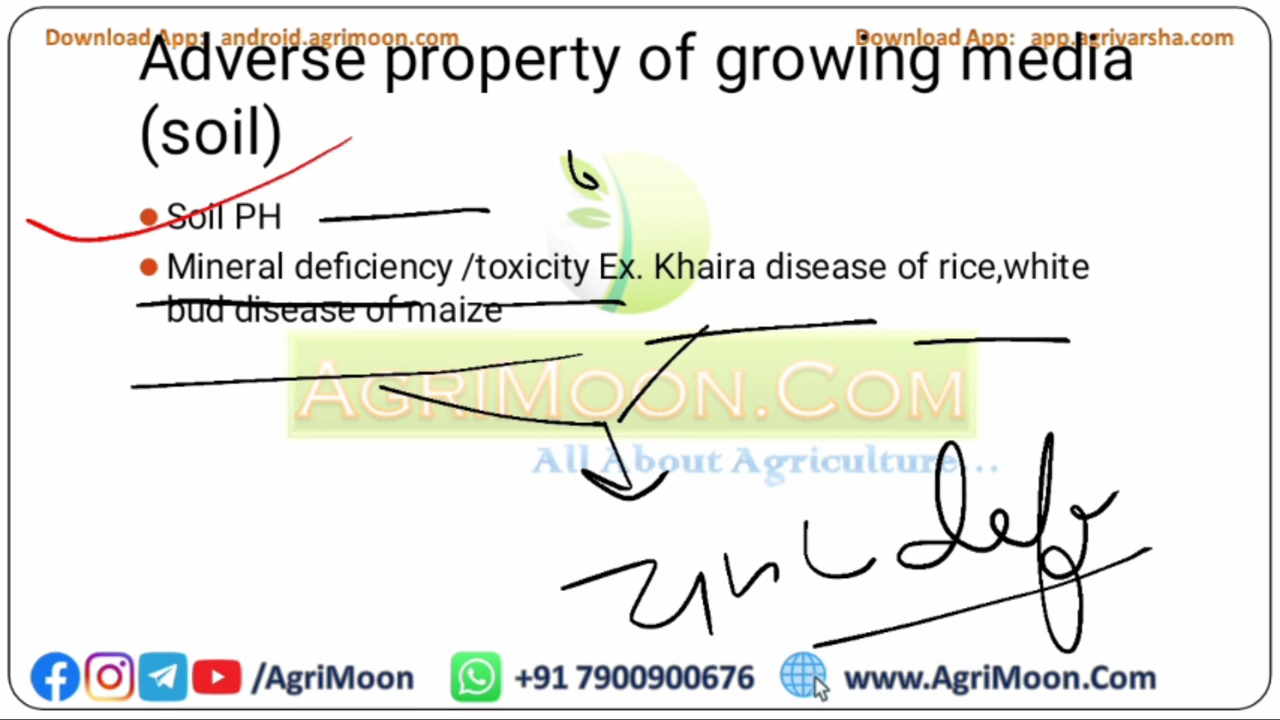 Download App: android.agrimoon.com
Download App: app.agrivarsha.com
Adverse property of growing media
(soil)
Soil PH
Mineral deficiency /toxicity Ex. Khaira disease of rice,white
bud disease of maize
AGRIMOON.COM
All About Agriculture...
/AgriMoon
+91 7900900676
www.AgriMoon.Com